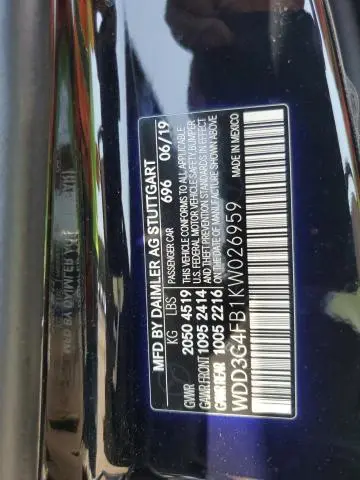 MFD BY DAIMLER AG STUTTGART
PASSENGER CAR 696 06/19
KG LBS THIS VEHICLE CONFORMS TO ALL APPLICABLE
GVWR 2050 4519 U.S. FEDERAL MOTOR VEHICLE SAFETY, BUMPER
GAWR FRONT 1095 2414 AND THEFT PREVENTION STANDARDS IN EFFECT
GAWR REAR 1005 2216 ON THE DATE OF MANUFACTURE SHOWN ABOVE
WDD3G4FB1KW026959 MADE IN MEXICO